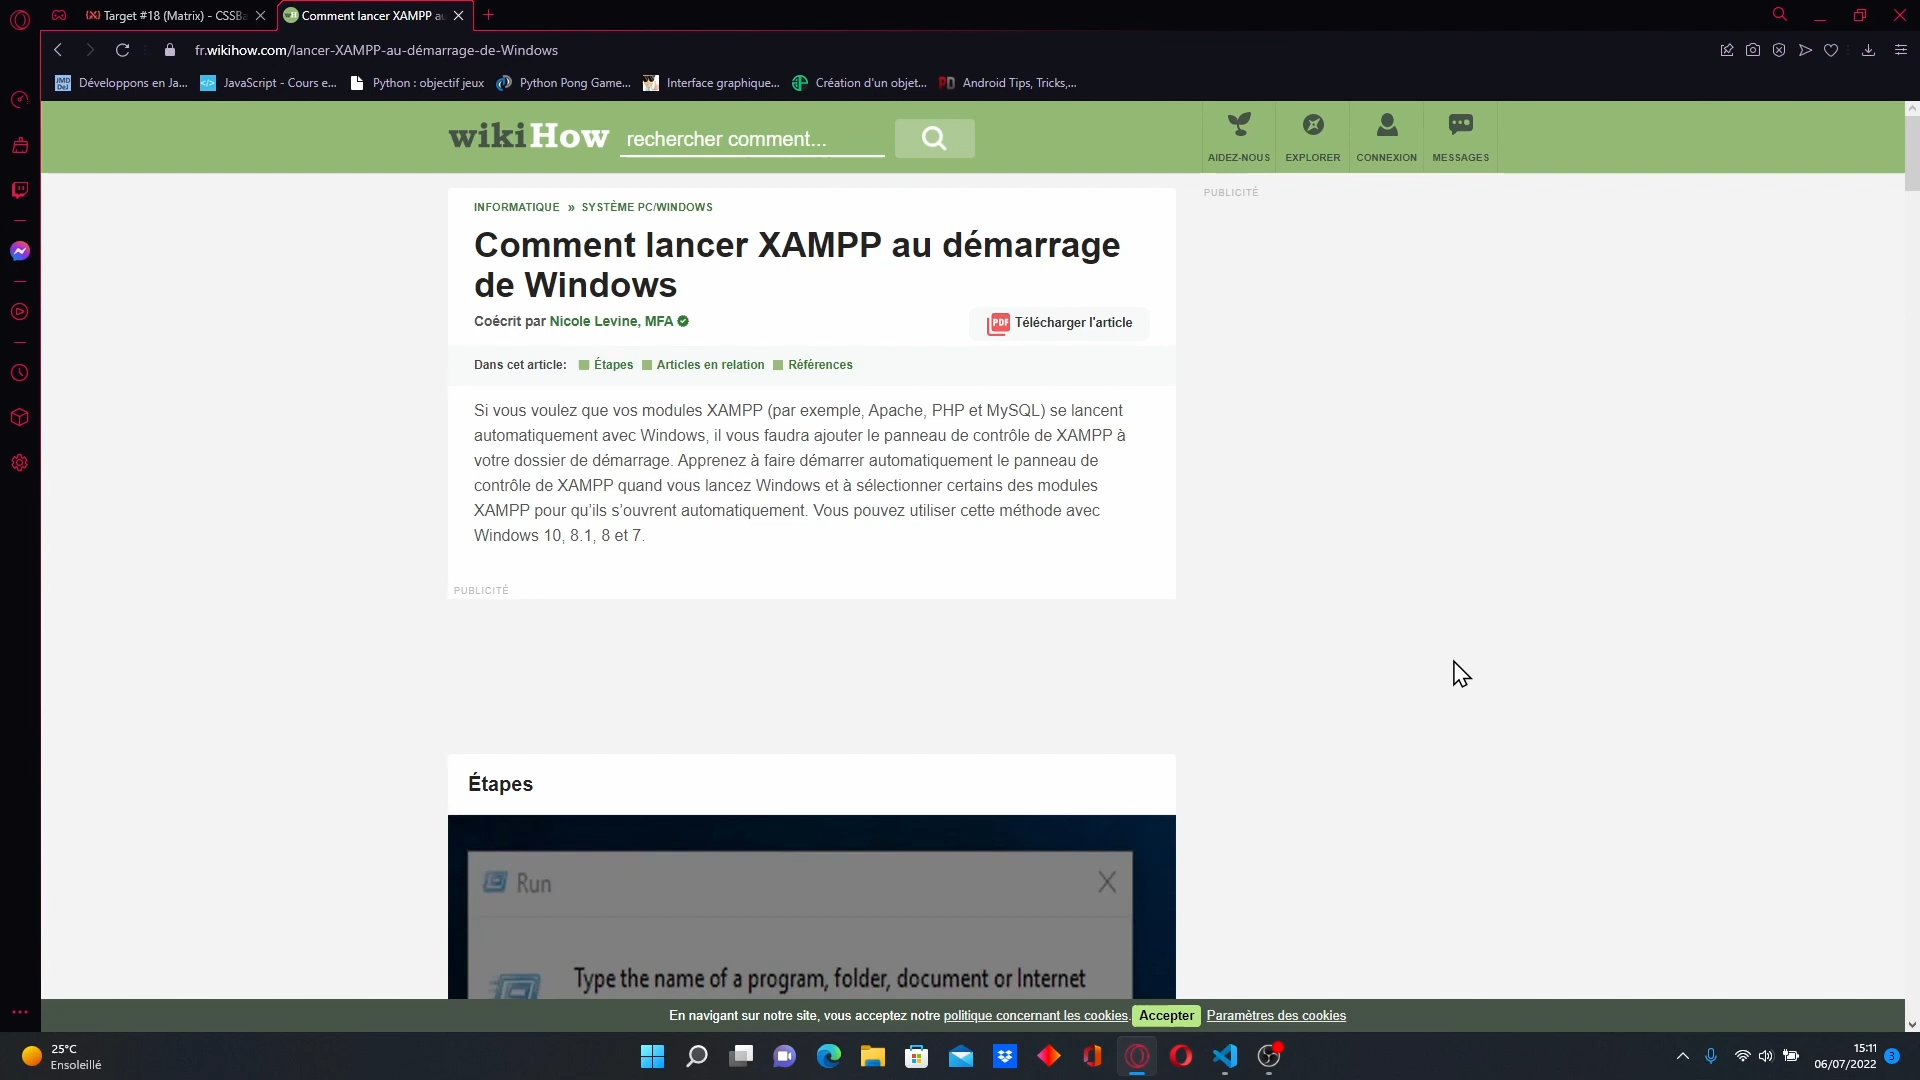 Target #18 (Matrix) - CSSBa
Comment lancer XAMPP au
fr.wikihow.com/lancer-XAMPP-au-démarrage-de-Windows
JMD
DeJ
Développons en Ja...
JavaScript - Cours e...
Python : objectif jeux
Python Pong Game...
Interface graphique...
Création d'un objet...
PD
Android Tips, Tricks,...
wikiHow
rechercher comment...
AIDEZ-NOUS
EXPLORER
CONNEXION
MESSAGES
PUBLICITÉ
INFORMATIQUE » SYSTÈME PC/WINDOWS
Comment lancer XAMPP au démarrage
de Windows
Coécrit par Nicole Levine, MFA
PDF
Télécharger l'article
Dans cet article: Étapes Articles en relation Références
Si vous voulez que vos modules XAMPP (par exemple, Apache, PHP et MySQL) se lancent
automatiquement avec Windows, il vous faudra ajouter le panneau de contrôle de XAMPP à
votre dossier de démarrage. Apprenez à faire démarrer automatiquement le panneau de
contrôle de XAMPP quand vous lancez Windows et à sélectionner certains des modules
XAMPP pour qu’ils s’ouvrent automatiquement. Vous pouvez utiliser cette méthode avec
Windows 10, 8.1, 8 et 7.
PUBLICITÉ
Étapes
Run
Type the name of a program, folder, document or Internet
En navigant sur notre site, vous acceptez notre politique concernant les cookies.
Accepter
Paramètres des cookies
25°C
Ensoleillé
15:11
06/07/2022
3